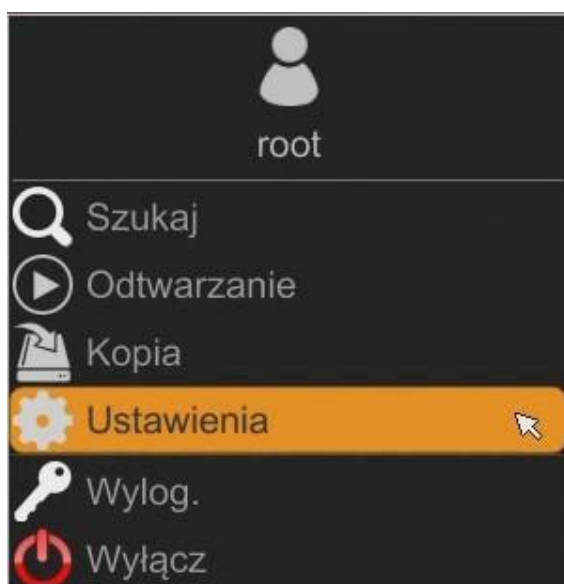 root
Szukaj
Odtwarzanie
Kopia
Ustawienia
Wylog.
Wyłącz